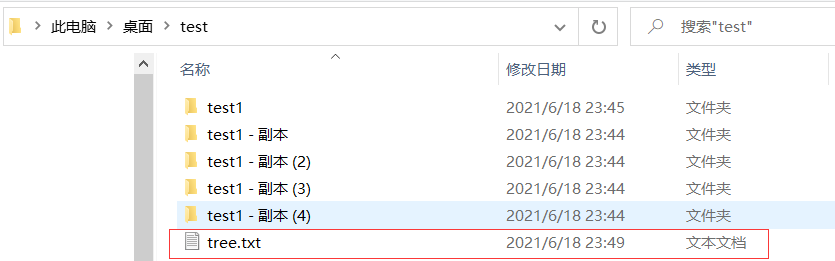 此电脑 > 桌面 > test
搜索"test"
名称 修改日期 类型
test1 2021/6/18 23:45 文件夹
test1 - 副本 2021/6/18 23:44 文件夹
test1 - 副本 (2) 2021/6/18 23:44 文件夹
test1 - 副本 (3) 2021/6/18 23:44 文件夹
test1 - 副本 (4) 2021/6/18 23:44 文件夹
tree.txt 2021/6/18 23:49 文本文档